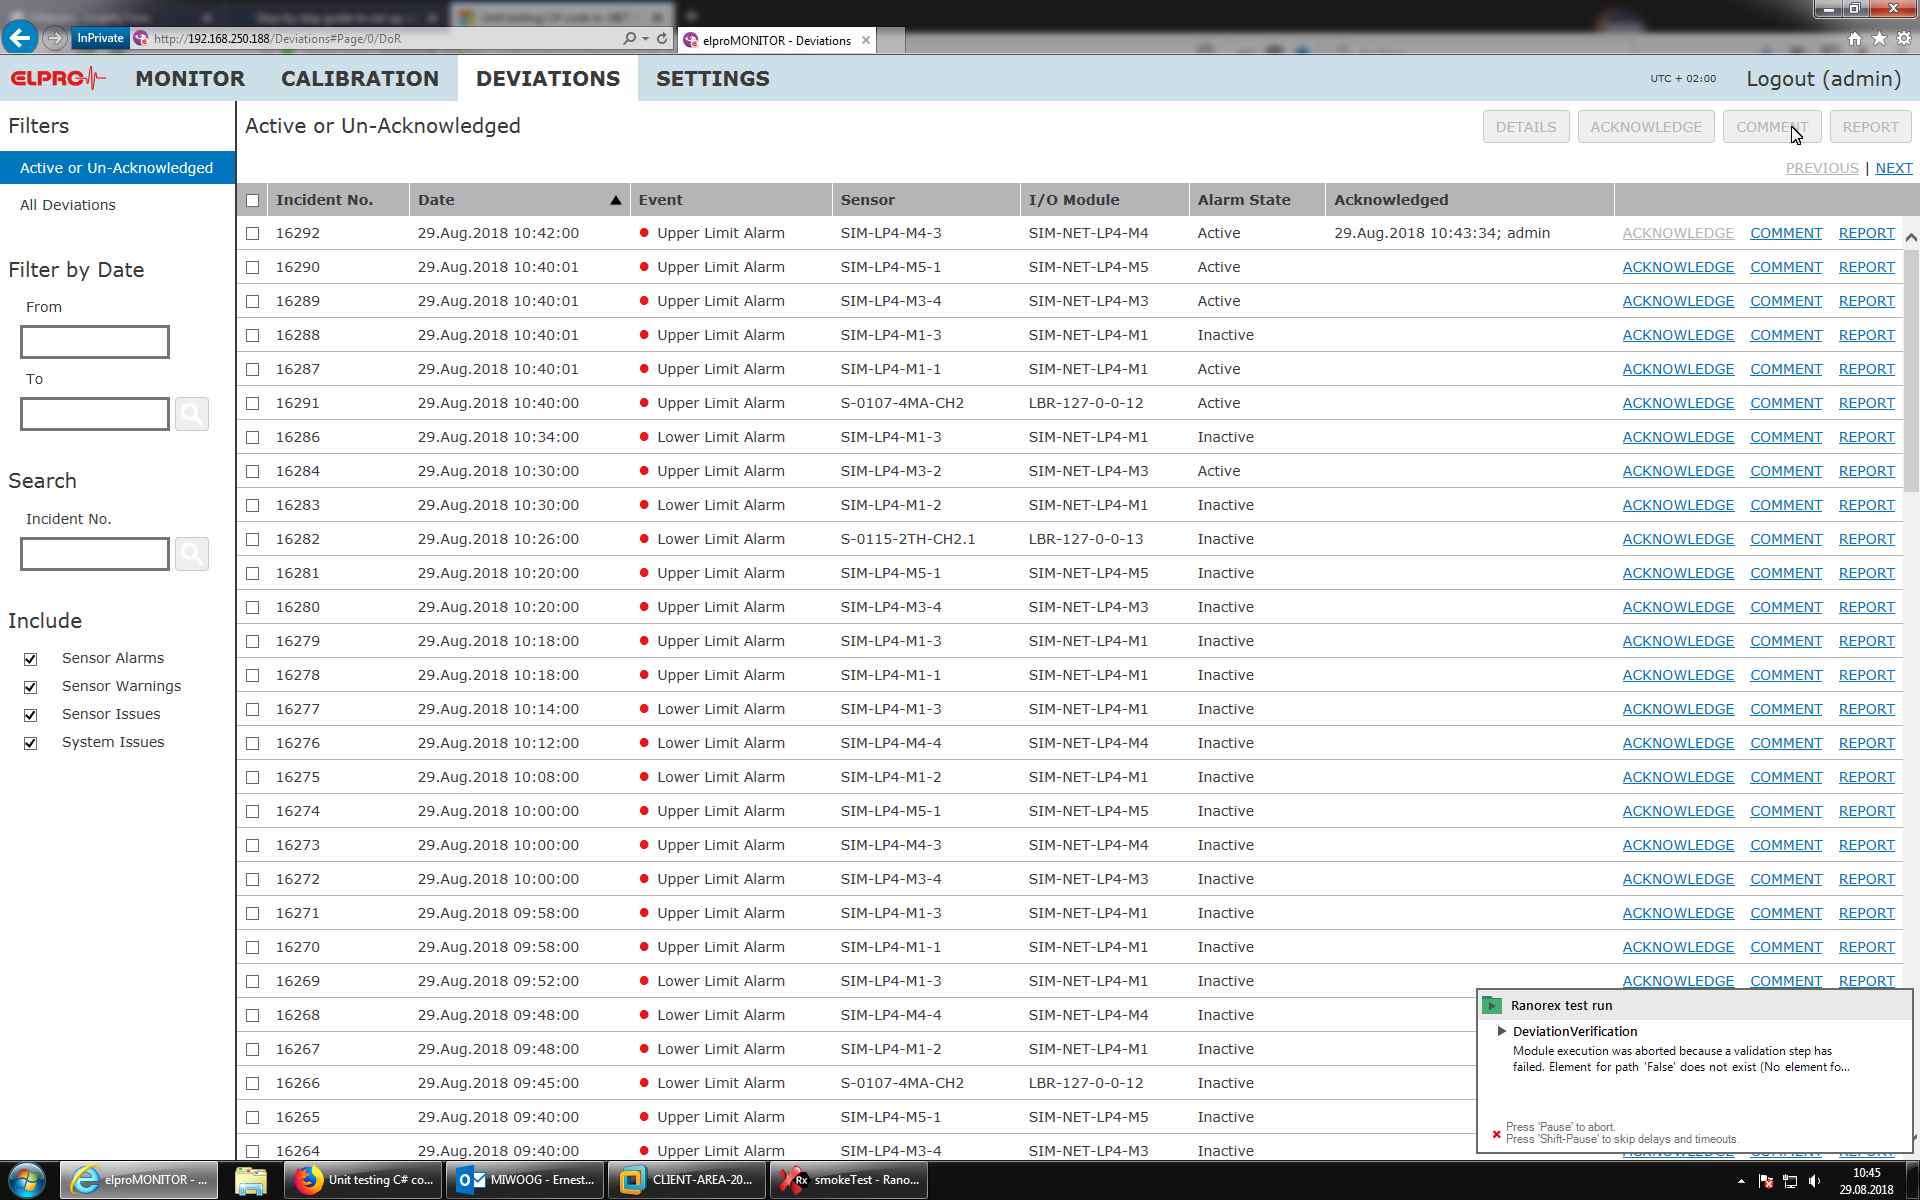 Unit testing C# code in .NET
InPrivate
http://192.168.250.188/Deviations#Page/0/DoR
elproMONITOR - Deviations
ELPRO
MONITOR
CALIBRATION
DEVIATIONS
SETTINGS
UTC + 02:00
Logout (admin)
Filters
Active or Un-Acknowledged
All Deviations
Filter by Date
From
To
Search
Incident No.
Include
Sensor Alarms
Sensor Warnings
Sensor Issues
System Issues
Active or Un-Acknowledged
DETAILS ACKNOWLEDGE COMMENT REPORT
PREVIOUS | NEXT
Incident No. Date Event Sensor I/O Module Alarm State Acknowledged
16292 29.Aug.2018 10:42:00 Upper Limit Alarm SIM-LP4-M4-3 SIM-NET-LP4-M4 Active 29.Aug.2018 10:43:34; admin ACKNOWLEDGE COMMENT REPORT
16290 29.Aug.2018 10:40:01 Upper Limit Alarm SIM-LP4-M5-1 SIM-NET-LP4-M5 Active ACKNOWLEDGE COMMENT REPORT
16289 29.Aug.2018 10:40:01 Upper Limit Alarm SIM-LP4-M3-4 SIM-NET-LP4-M3 Active ACKNOWLEDGE COMMENT REPORT
16288 29.Aug.2018 10:40:01 Upper Limit Alarm SIM-LP4-M1-3 SIM-NET-LP4-M1 Inactive ACKNOWLEDGE COMMENT REPORT
16287 29.Aug.2018 10:40:01 Upper Limit Alarm SIM-LP4-M1-1 SIM-NET-LP4-M1 Active ACKNOWLEDGE COMMENT REPORT
16291 29.Aug.2018 10:40:00 Upper Limit Alarm S-0107-4MA-CH2 LBR-127-0-0-12 Active ACKNOWLEDGE COMMENT REPORT
16286 29.Aug.2018 10:34:00 Lower Limit Alarm SIM-LP4-M1-3 SIM-NET-LP4-M1 Inactive ACKNOWLEDGE COMMENT REPORT
16284 29.Aug.2018 10:30:00 Upper Limit Alarm SIM-LP4-M3-2 SIM-NET-LP4-M3 Active ACKNOWLEDGE COMMENT REPORT
16283 29.Aug.2018 10:30:00 Lower Limit Alarm SIM-LP4-M1-2 SIM-NET-LP4-M1 Inactive ACKNOWLEDGE COMMENT REPORT
16282 29.Aug.2018 10:26:00 Lower Limit Alarm S-0115-2TH-CH2.1 LBR-127-0-0-13 Inactive ACKNOWLEDGE COMMENT REPORT
16281 29.Aug.2018 10:20:00 Upper Limit Alarm SIM-LP4-M5-1 SIM-NET-LP4-M5 Inactive ACKNOWLEDGE COMMENT REPORT
16280 29.Aug.2018 10:20:00 Upper Limit Alarm SIM-LP4-M3-4 SIM-NET-LP4-M3 Inactive ACKNOWLEDGE COMMENT REPORT
16279 29.Aug.2018 10:18:00 Upper Limit Alarm SIM-LP4-M1-3 SIM-NET-LP4-M1 Inactive ACKNOWLEDGE COMMENT REPORT
16278 29.Aug.2018 10:18:00 Upper Limit Alarm SIM-LP4-M1-1 SIM-NET-LP4-M1 Inactive ACKNOWLEDGE COMMENT REPORT
16277 29.Aug.2018 10:14:00 Lower Limit Alarm SIM-LP4-M1-3 SIM-NET-LP4-M1 Inactive ACKNOWLEDGE COMMENT REPORT
16276 29.Aug.2018 10:12:00 Lower Limit Alarm SIM-LP4-M4-4 SIM-NET-LP4-M4 Inactive ACKNOWLEDGE COMMENT REPORT
16275 29.Aug.2018 10:08:00 Lower Limit Alarm SIM-LP4-M1-2 SIM-NET-LP4-M1 Inactive ACKNOWLEDGE COMMENT REPORT
16274 29.Aug.2018 10:00:00 Upper Limit Alarm SIM-LP4-M5-1 SIM-NET-LP4-M5 Inactive ACKNOWLEDGE COMMENT REPORT
16273 29.Aug.2018 10:00:00 Upper Limit Alarm SIM-LP4-M4-3 SIM-NET-LP4-M4 Inactive ACKNOWLEDGE COMMENT REPORT
16272 29.Aug.2018 10:00:00 Upper Limit Alarm SIM-LP4-M3-4 SIM-NET-LP4-M3 Inactive ACKNOWLEDGE COMMENT REPORT
16271 29.Aug.2018 09:58:00 Upper Limit Alarm SIM-LP4-M1-3 SIM-NET-LP4-M1 Inactive ACKNOWLEDGE COMMENT REPORT
16270 29.Aug.2018 09:58:00 Upper Limit Alarm SIM-LP4-M1-1 SIM-NET-LP4-M1 Inactive ACKNOWLEDGE COMMENT REPORT
16269 29.Aug.2018 09:52:00 Lower Limit Alarm SIM-LP4-M1-3 SIM-NET-LP4-M1 Inactive ACKNOWLEDGE COMMENT REPORT
16268 29.Aug.2018 09:48:00 Lower Limit Alarm SIM-LP4-M4-4 SIM-NET-LP4-M4 Inactive
16267 29.Aug.2018 09:48:00 Lower Limit Alarm SIM-LP4-M1-2 SIM-NET-LP4-M1 Inactive
16266 29.Aug.2018 09:45:00 Lower Limit Alarm S-0107-4MA-CH2 LBR-127-0-0-12 Inactive
16265 29.Aug.2018 09:40:00 Upper Limit Alarm SIM-LP4-M5-1 SIM-NET-LP4-M5 Inactive
16264 29.Aug.2018 09:40:00 Upper Limit Alarm SIM-LP4-M3-4 SIM-NET-LP4-M3 Inactive
Ranorex test run
DeviationVerification
Module execution was aborted because a validation step has
failed. Element for path 'False' does not exist (No element fo...
Press 'Pause' to abort.
Press 'Shift-Pause' to skip delays and timeouts.
elproMONITOR - ...
Unit testing C# co...
MIWOOG - Ernest...
CLIENT-AREA-20...
Rx
smokeTest - Rano...
10:45
29.08.2018